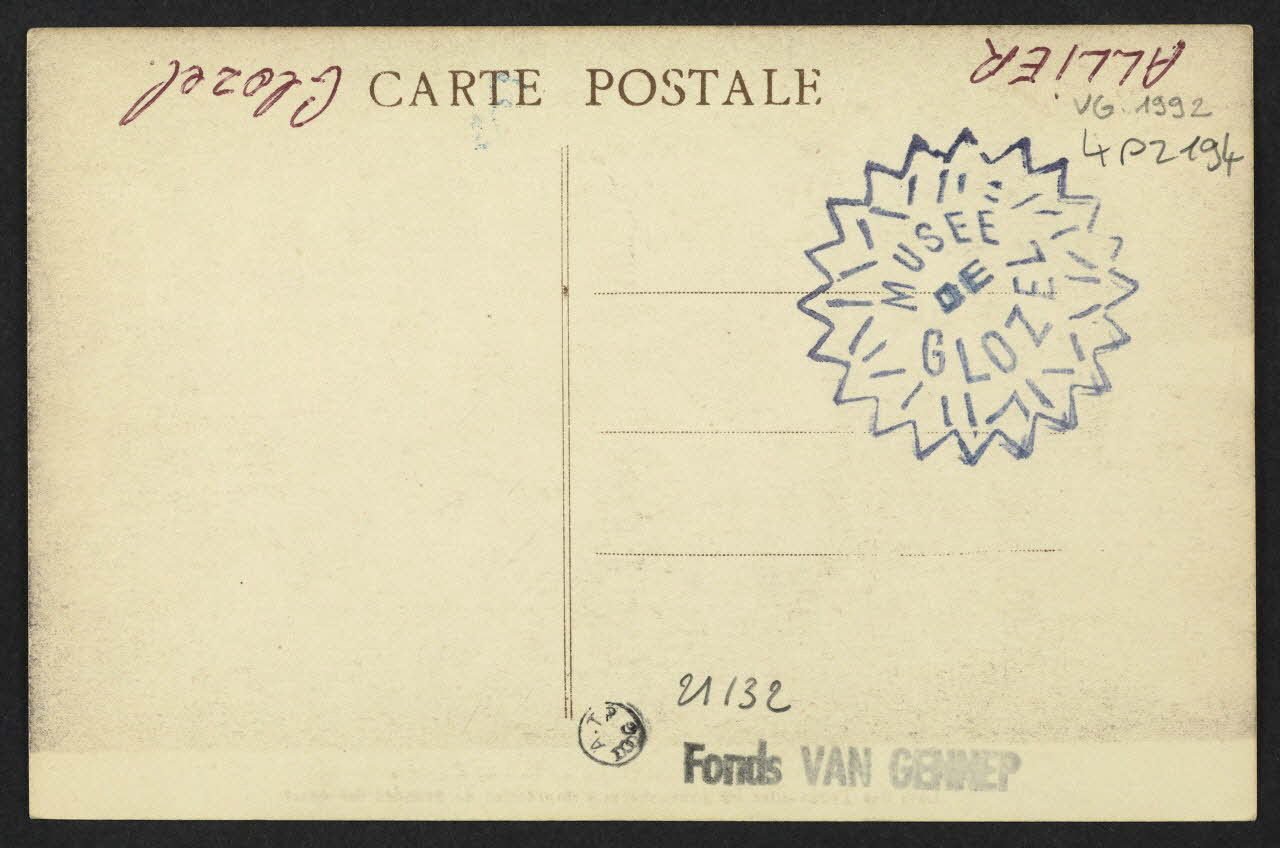 Glozel
CARTE POSTALE
ALLIER
VG. 1992
4P2194
MUSEE
DE
GLOZEL
21132
A.T.P.
Fonds VAN GENNEP